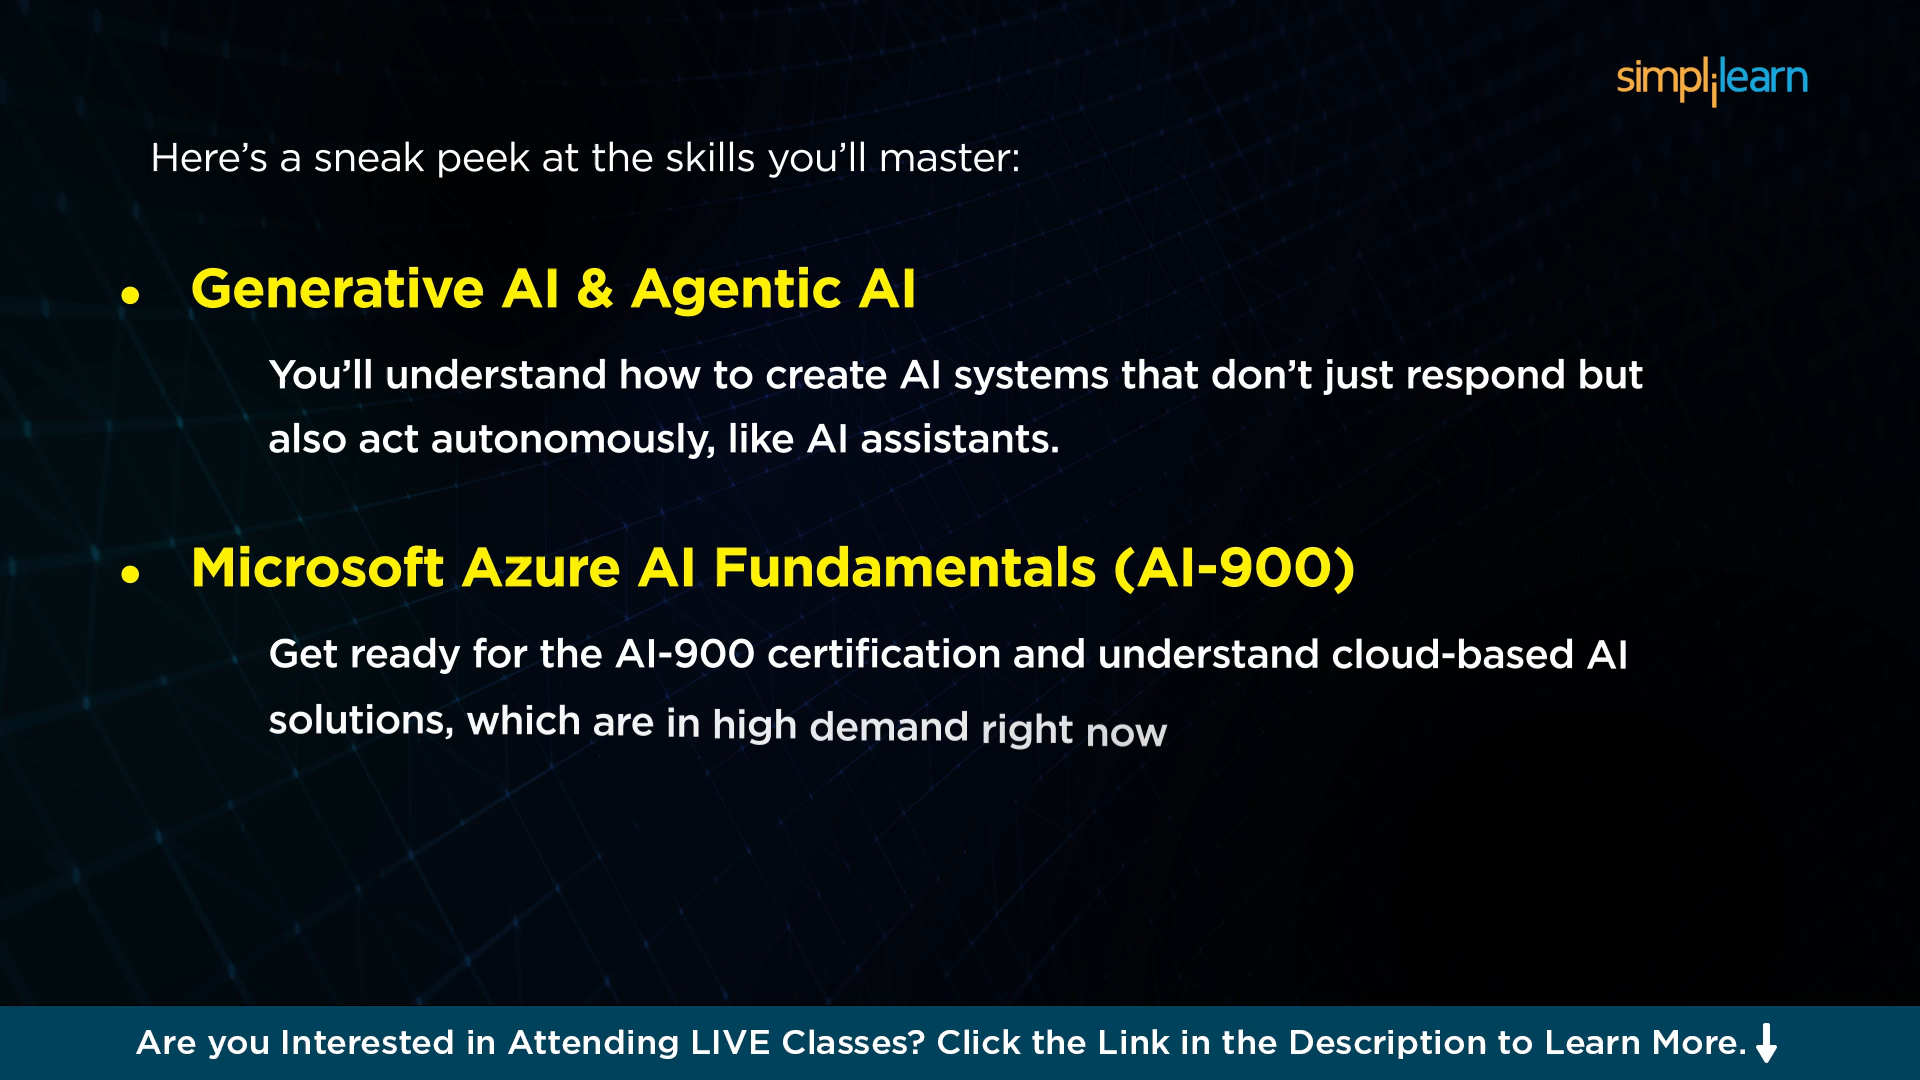 simplilearn
Here’s a sneak peek at the skills you’ll master:
• Generative AI & Agentic AI
You’ll understand how to create AI systems that don’t just respond but
also act autonomously, like AI assistants.
• Microsoft Azure AI Fundamentals (AI-900)
Get ready for the AI-900 certification and understand cloud-based AI
solutions, which are in high demand right now
Are you Interested in Attending LIVE Classes? Click the Link in the Description to Learn More.